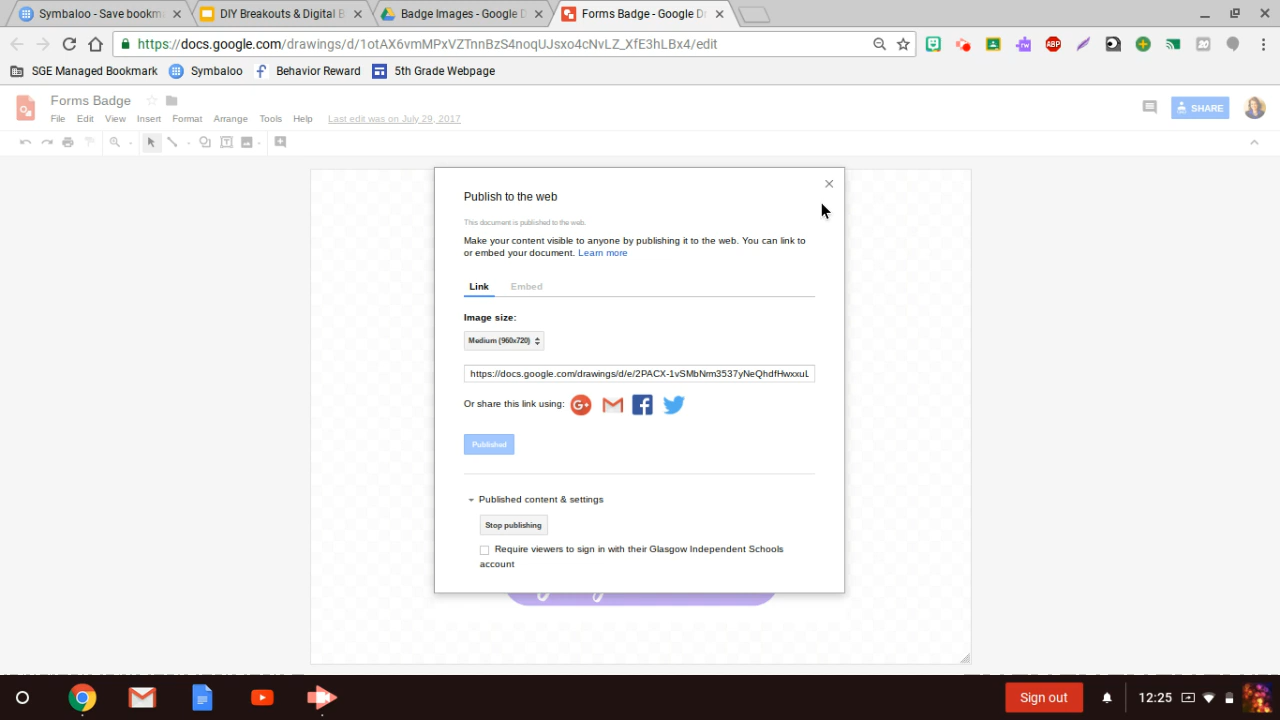 Symbaloo - Save bookm
DIY Breakouts & Digital B
Badge Images - Google D
Forms Badge - Google Dr
https://docs.google.com/drawings/d/1otAX6vmMPxVZTnnBzS4noqUJsxo4cNvLZ_XfE3hLBx4/edit
SGE Managed Bookmark
Symbaloo
Behavior Reward
5th Grade Webpage
Forms Badge
File Edit View Insert Format Arrange Tools Help Last edit was on July 29, 2017
SHARE
Publish to the web
This document is published to the web.
Make your content visible to anyone by publishing it to the web. You can link to
or embed your document. Learn more
Link Embed
Image size:
Medium (960x720)
https://docs.google.com/drawings/d/e/2PACX-1vSMbNrm3537yNeQhdfHwxxuL
Or share this link using:
Published
Published content & settings
Stop publishing
Require viewers to sign in with their Glasgow Independent Schools
account
Sign out
12:25